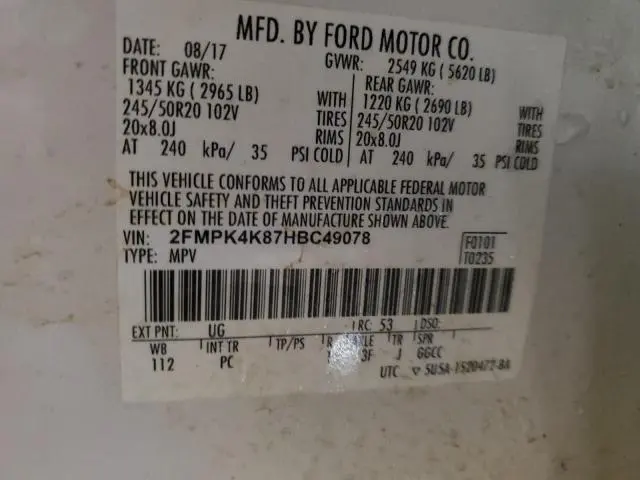 MFD. BY FORD MOTOR CO.
DATE: 08/17 GVWR: 2549 KG ( 5620 LB)
FRONT GAWR: REAR GAWR:
1345 KG ( 2965 LB) WITH 1220 KG ( 2690 LB) WITH
245/50R20 102V TIRES 245/50R20 102V TIRES
20x8.0J RIMS 20x8.0J RIMS
AT 240 kPa/ 35 PSI COLD AT 240 kPa/ 35 PSI COLD
THIS VEHICLE CONFORMS TO ALL APPLICABLE FEDERAL MOTOR
VEHICLE SAFETY AND THEFT PREVENTION STANDARDS IN
EFFECT ON THE DATE OF MANUFACTURE SHOWN ABOVE.
VIN: 2FMPK4K87HBC49078 F0101
TYPE: MPV T0235
EXT PNT: UG RC: 53 DSO:
WB INT TR TP/PS AXLE TR SPR
112 PC J GGCC
UTC ▽ 5USA-1520472-BA